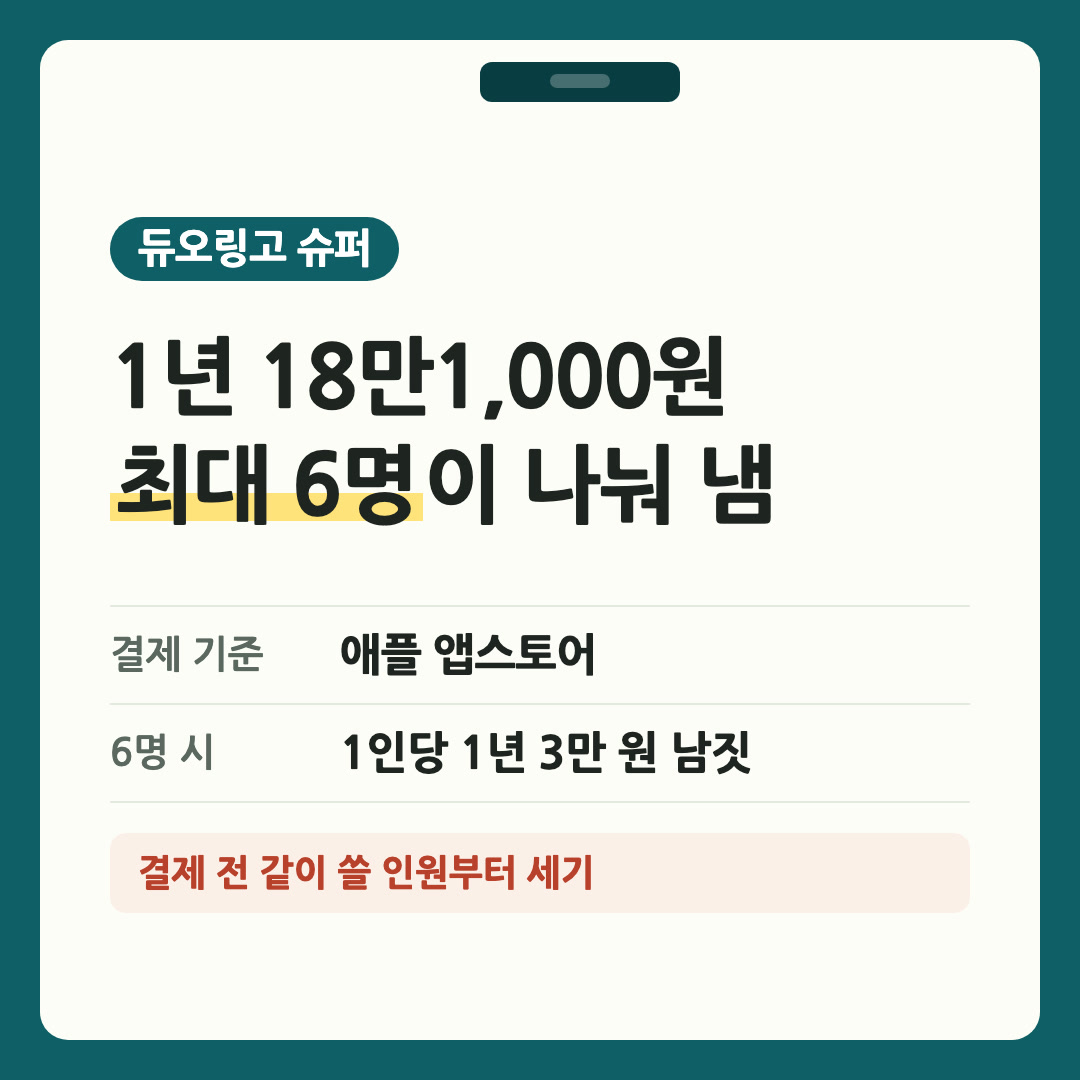 듀오링고 슈퍼
1년 18만1,000원
최대 6명이 나눠 냄
결제 기준 애플 앱스토어
6명 시 1인당 1년 3만 원 남짓
결제 전 같이 쓸 인원부터 세기